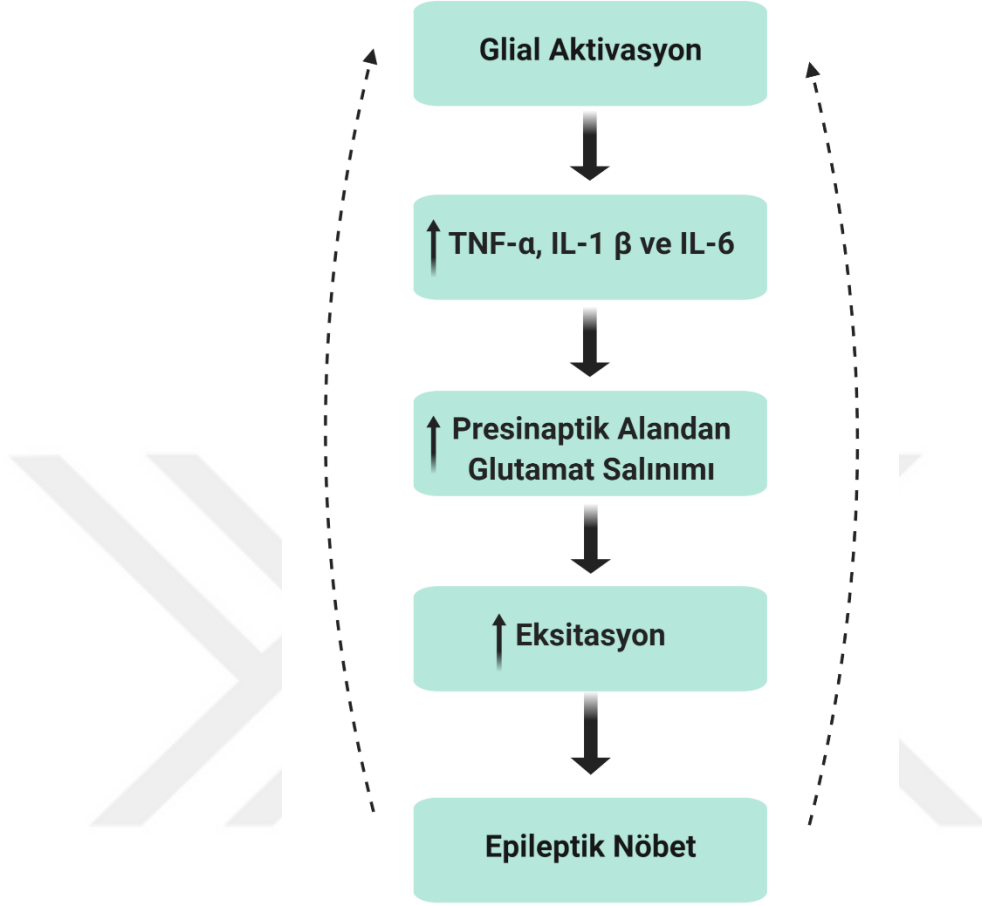 Glial Aktivasyon
TNF-α, IL-1 β ve IL-6
Presinaptik Alandan
Glutamat Salınımı
Eksitasyon
Epileptik Nöbet